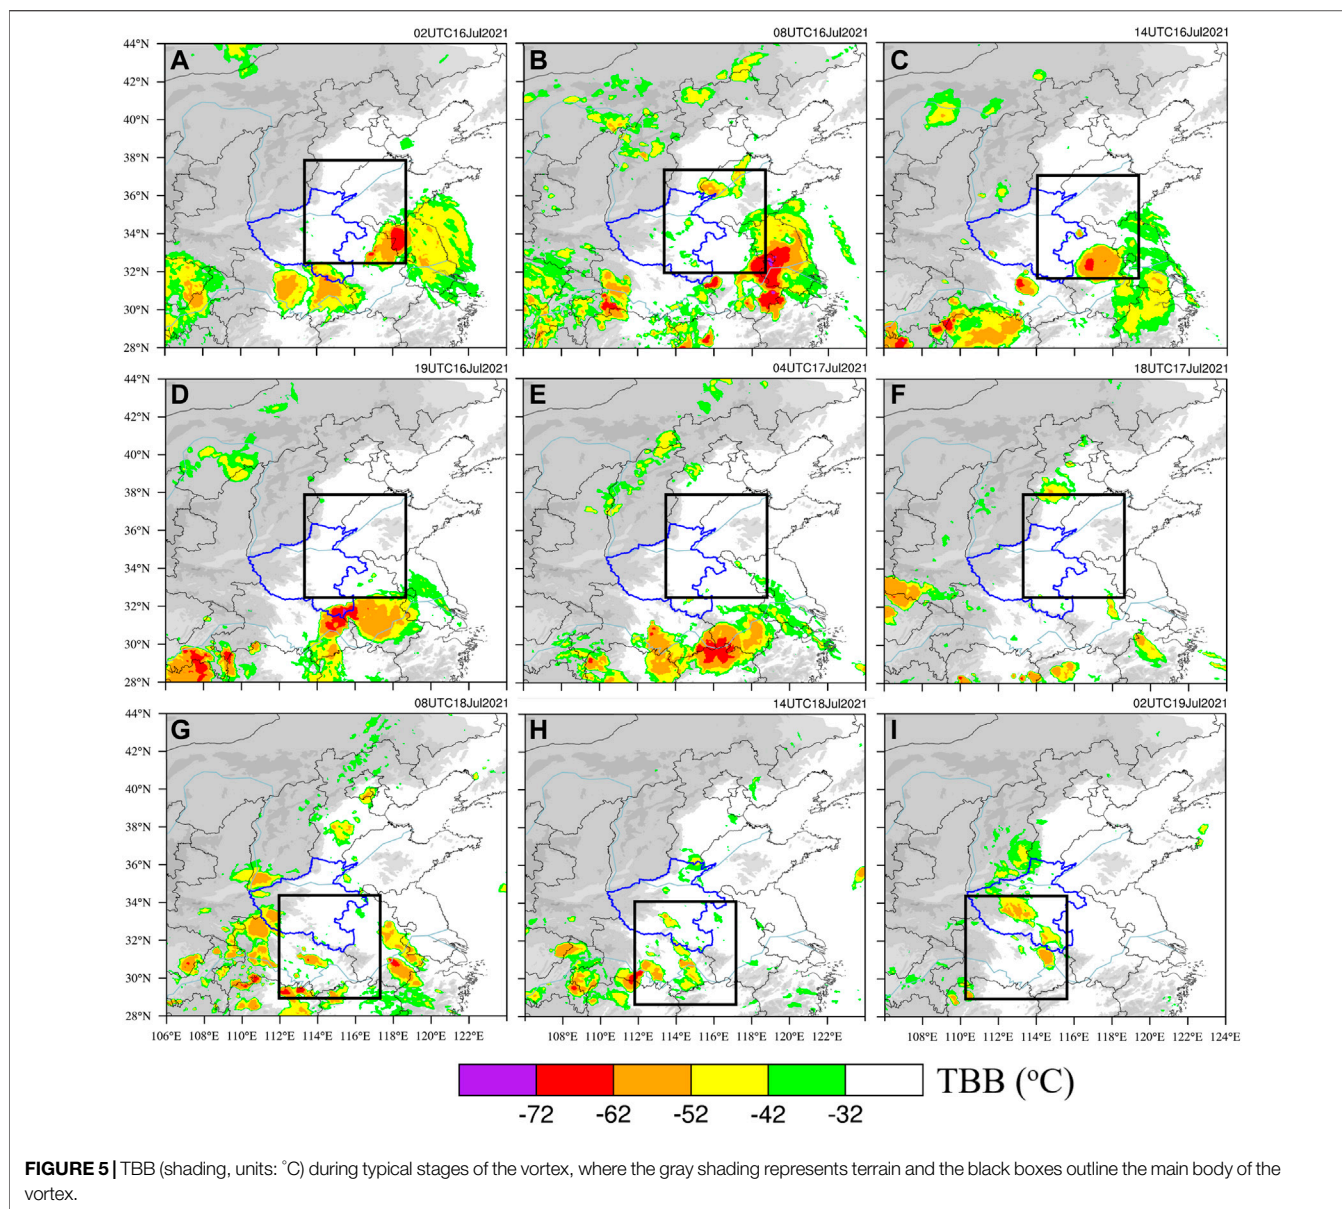 02UTC16Jul2021
08UTC16Jul2021
14UTC16Jul2021
44°N
42°N
40°N
38°N
36°N
34°N
32°N
30°N
28°N
A
B
C
19UTC16Jul2021
04UTC17Jul2021
18UTC17Jul2021
44°N
42°N
40°N
38°N
36°N
34°N
32°N
30°N
28°N
D
E
F
08UTC18Jul2021
14UTC18Jul2021
02UTC19Jul2021
44°N
42°N
40°N
38°N
36°N
34°N
32°N
30°N
28°N
G
H
I
106°E 108°E 110°E 112°E 114°E 116°E 118°E 120°E 122°E
108°E 110°E 112°E 114°E 116°E 118°E 120°E 122°E
108°E 110°E 112°E 114°E 116°E 118°E 120°E 122°E 124°E
TBB (°C)
-72 -62 -52 -42 -32
FIGURE 5 | TBB (shading, units: °C) during typical stages of the vortex, where the gray shading represents terrain and the black boxes outline the main body of the
vortex.